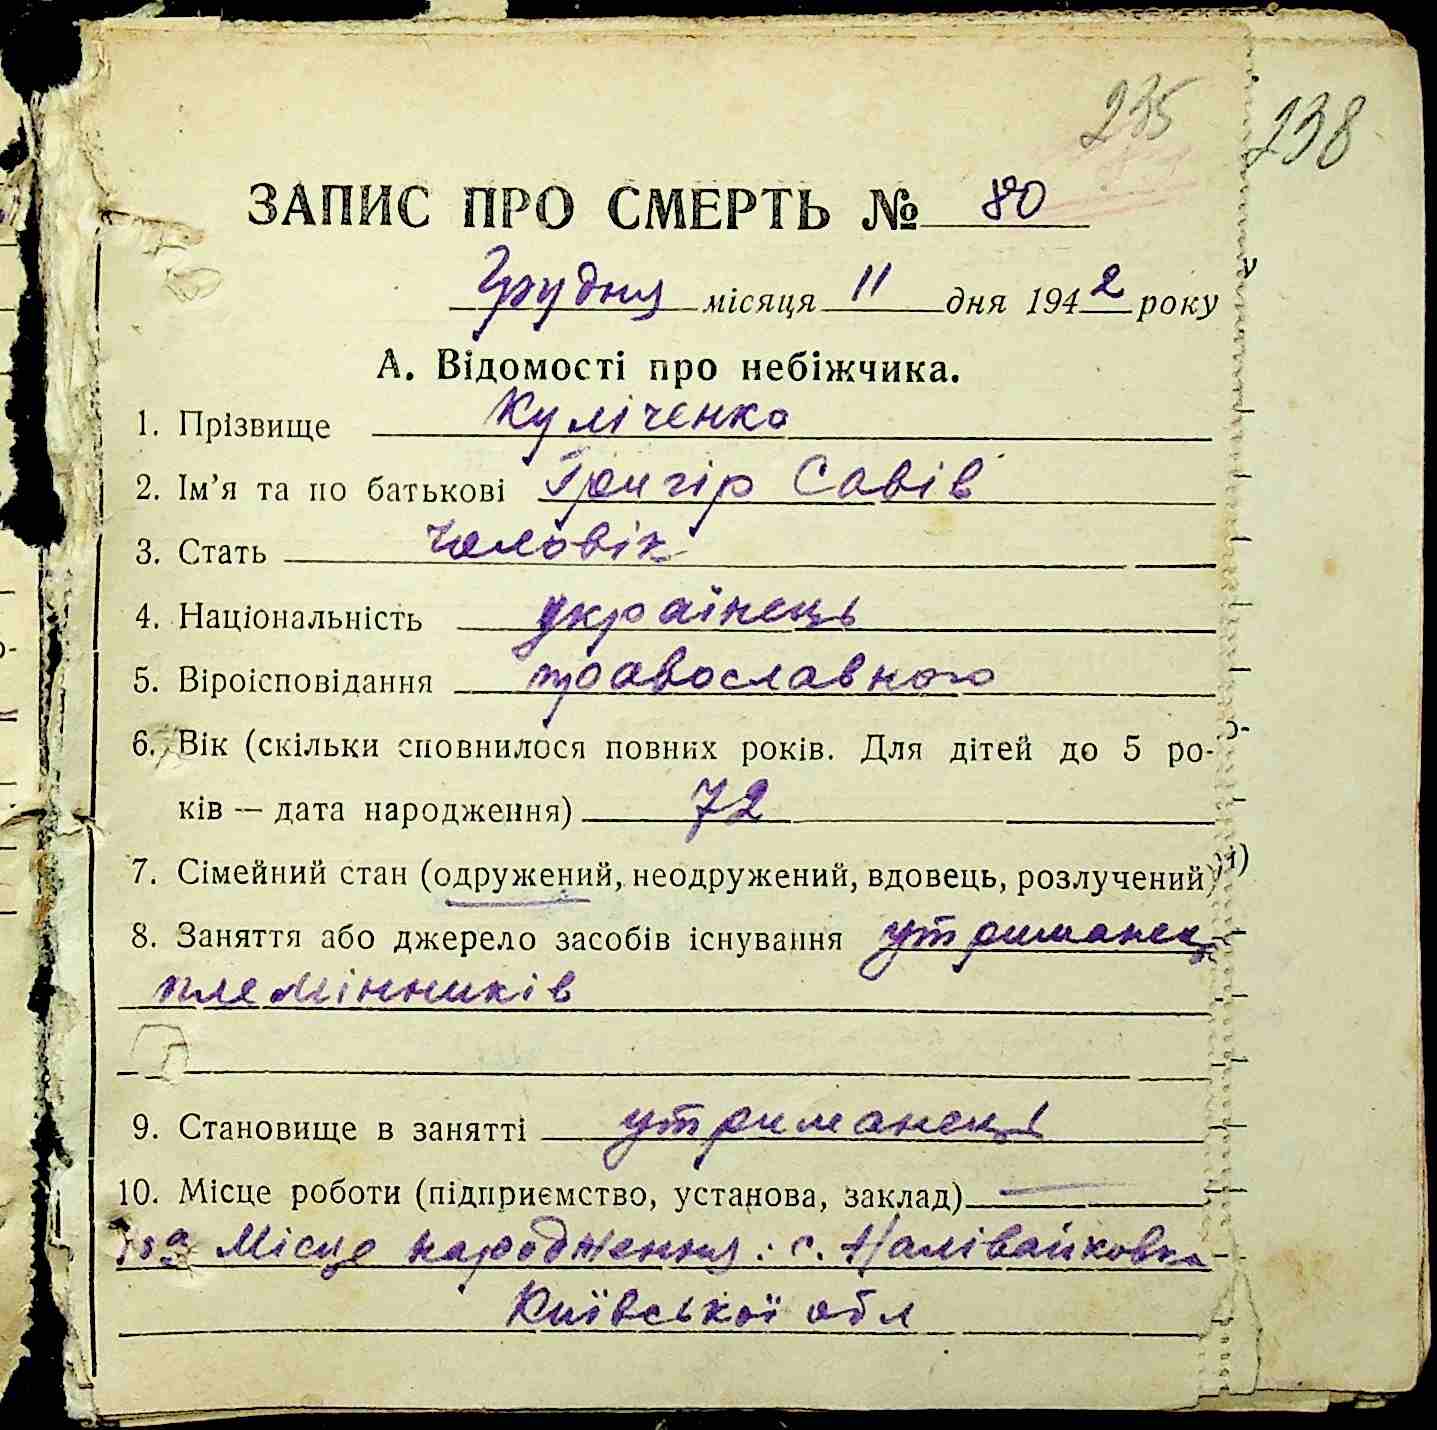 235
238
ЗАПИС ПРО СМЕРТЬ № 80
Грудня місяця 11 дня 1942 року
А. Відомості про небіжчика.
1. Прізвище Куліченко
2. Ім’я та по батькові Григір Савів
3. Стать Чоловік
4. Національність українець
5. Віроісповідання православного
6. Вік (скільки сповнилося повних років. Для дітей до 5 ро-
ків — дата народження) 72
7. Сімейний стан (одружений, неодружений, вдовець, розлучений)
8. Заняття або джерело засобів існування утриманец
племінників
9. Становище в занятті утриманець
10. Місце роботи (підприємство, установа, заклад) —
10а Місце народження: с. Налівайковка
Київської обл